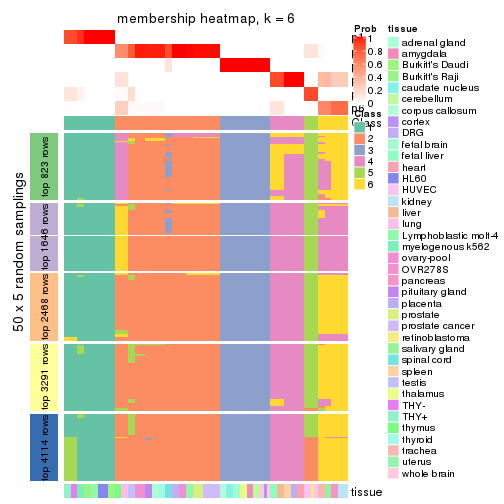 membership heatmap, k = 6
50 x 5 random samplings
top 823 rows
top 1646 rows
top 2468 rows
top 3291 rows
top 4114 rows
Prob
1
0.8
0.6
0.4
0.2
0
Class
1
2
3
4
5
6
tissue
tissue
adrenal gland
amygdala
Burkitt's Daudi
Burkitt's Raji
caudate nucleus
cerebellum
corpus callosum
cortex
DRG
fetal brain
fetal liver
heart
HL60
HUVEC
kidney
liver
lung
Lymphoblastic molt-4
myelogenous k562
ovary-pool
OVR278S
pancreas
pituitary gland
placenta
prostate
prostate cancer
retinoblastoma
salivary gland
spinal cord
spleen
testis
thalamus
THY-
THY+
thymus
thyroid
trachea
uterus
whole brain